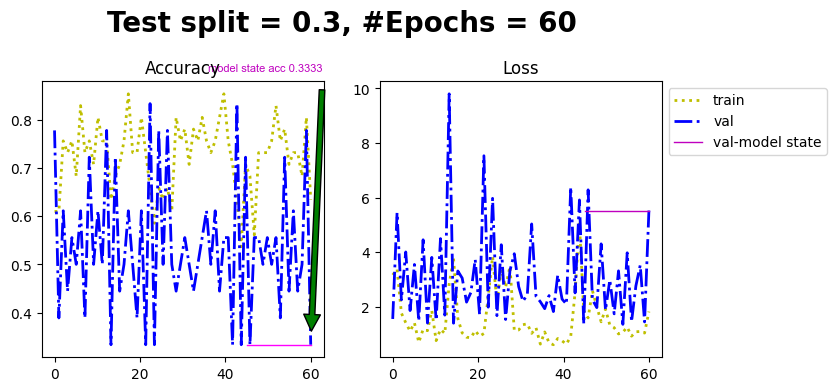 Test split = 0.3, #Epochs = 60
Accuracy
model state acc 0.3333
Loss
0.8
0.7
0.6
0.5
0.4
0
20
40
60
10
8
6
4
2
0
20
40
60
train
val
val-model state